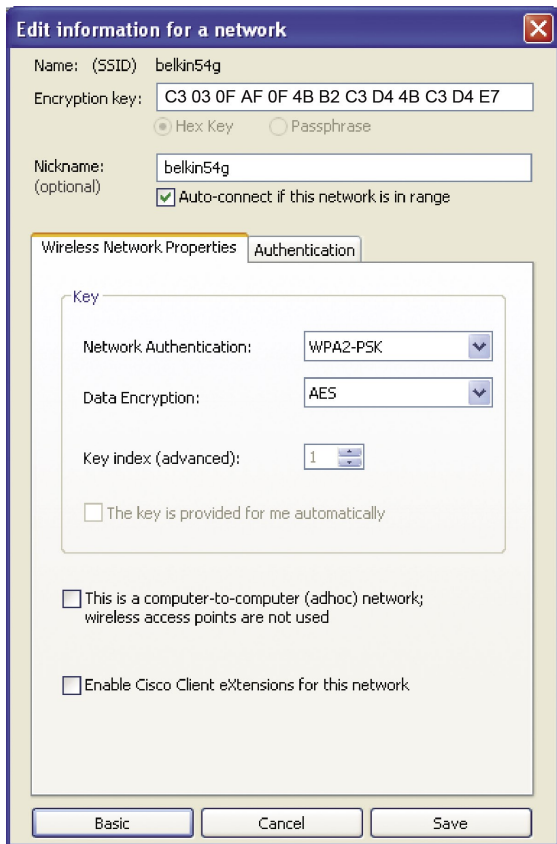 Edit information for a network
Name: (SSID) belkin54g
Encryption key: C3 03 0F AF 0F 4B B2 C3 D4 4B C3 D4 E7
Hex Key Passphrase
Nickname: belkin54g
(optional)
Auto-connect if this network is in range
Wireless Network Properties Authentication
Key
Network Authentication: WPA2-PSK
Data Encryption: AES
Key index (advanced): 1
The key is provided for me automatically
This is a computer-to-computer (adhoc) network;
wireless access points are not used
Enable Cisco Client eXtensions for this network
Basic Cancel Save